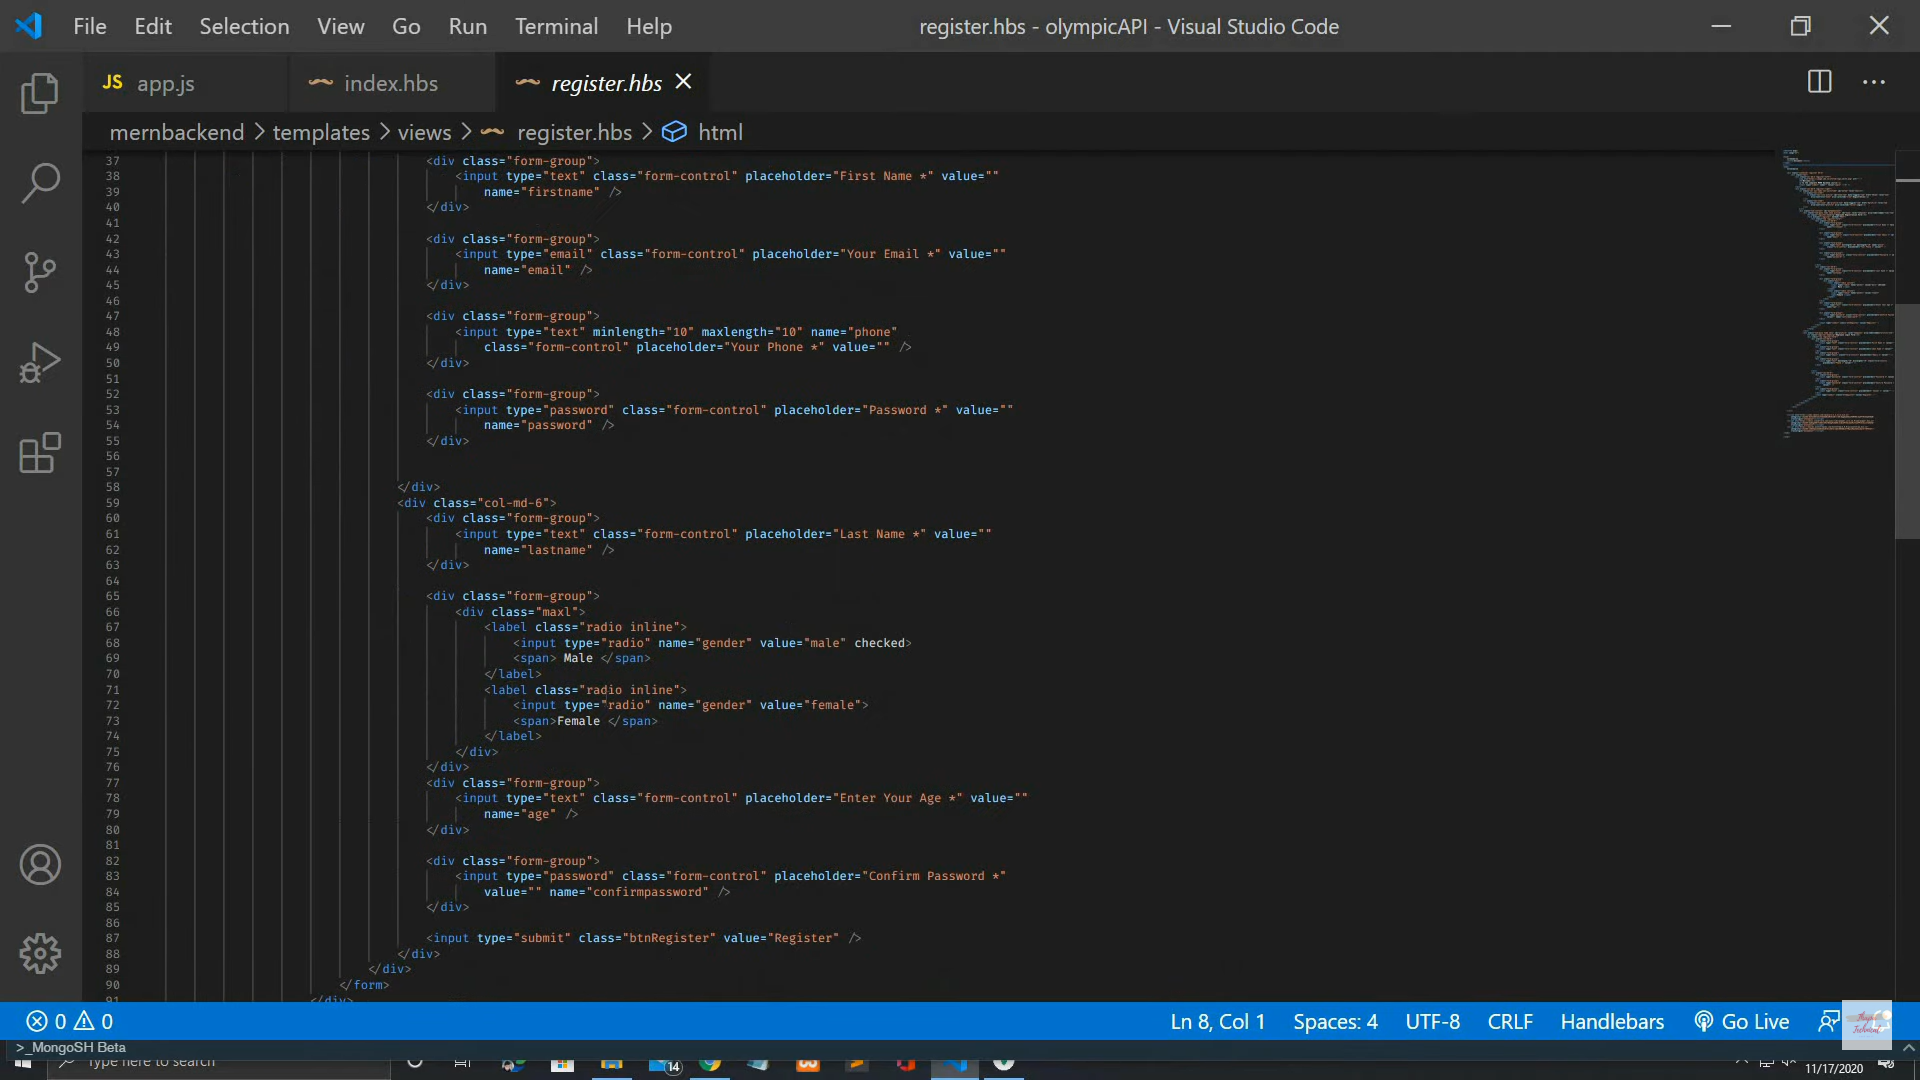 File Edit Selection View Go Run Terminal Help register.hbs - olympicAPI - Visual Studio Code
JS app.js index.hbs register.hbs
mernbackend > templates > views > register.hbs > html
37 <div class="form-group">
38 <input type="text" class="form-control" placeholder="First Name *" value=""
39 name="firstname" />
40 </div>
41
42 <div class="form-group">
43 <input type="email" class="form-control" placeholder="Your Email *" value=""
44 name="email" />
45 </div>
46
47 <div class="form-group">
48 <input type="text" minlength="10" maxlength="10" name="phone"
49 class="form-control" placeholder="Your Phone *" value="" />
50 </div>
51
52 <div class="form-group">
53 <input type="password" class="form-control" placeholder="Password *" value=""
54 name="password" />
55 </div>
56
57
58 </div>
59 <div class="col-md-6">
60 <div class="form-group">
61 <input type="text" class="form-control" placeholder="Last Name *" value=""
62 name="lastname" />
63 </div>
64
65 <div class="form-group">
66 <div class="maxl">
67 <label class="radio inline">
68 <input type="radio" name="gender" value="male" checked>
69 <span> Male </span>
70 </label>
71 <label class="radio inline">
72 <input type="radio" name="gender" value="female">
73 <span>Female </span>
74 </label>
75 </div>
76 </div>
77 <div class="form-group">
78 <input type="text" class="form-control" placeholder="Enter Your Age *" value=""
79 name="age" />
80 </div>
81
82 <div class="form-group">
83 <input type="password" class="form-control" placeholder="Confirm Password *"
84 value="" name="confirmpassword" />
85 </div>
86
87 <input type="submit" class="btnRegister" value="Register" />
88 </div>
89 </div>
90 </form>
91 </div>
0 0 Ln 8, Col 1 Spaces: 4 UTF-8 CRLF Handlebars Go Live
>_MongoSH Beta
Type here to search 14 11/17/2020